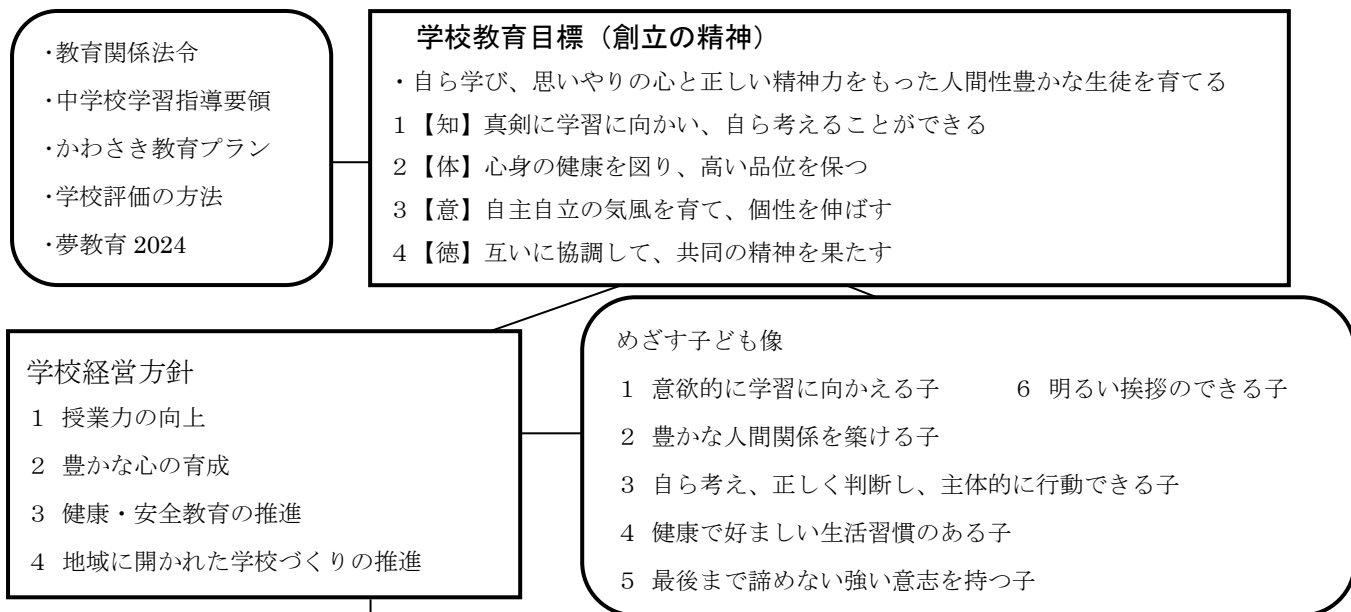 ・教育関係法令
・中学校学習指導要領
・かわさき教育プラン
・学校評価の方法
・夢教育 2024
学校教育目標（創立の精神）
・自ら学び、思いやりの心と正しい精神力をもった人間性豊かな生徒を育てる
１【知】真剣に学習に向かい、自ら考えることができる
２【体】心身の健康を図り、高い品位を保つ
３【意】自主自立の気風を育て、個性を伸ばす
４【徳】互いに協調して、共同の精神を果たす
学校経営方針
１ 授業力の向上
２ 豊かな心の育成
３ 健康・安全教育の推進
４ 地域に開かれた学校づくりの推進
めざす子ども像
１ 意欲的に学習に向かえる子　　６ 明るい挨拶のできる子
２ 豊かな人間関係を築ける子
３ 自ら考え、正しく判断し、主体的に行動できる子
４ 健康で好ましい生活習慣のある子
５ 最後まで諦めない強い意志を持つ子